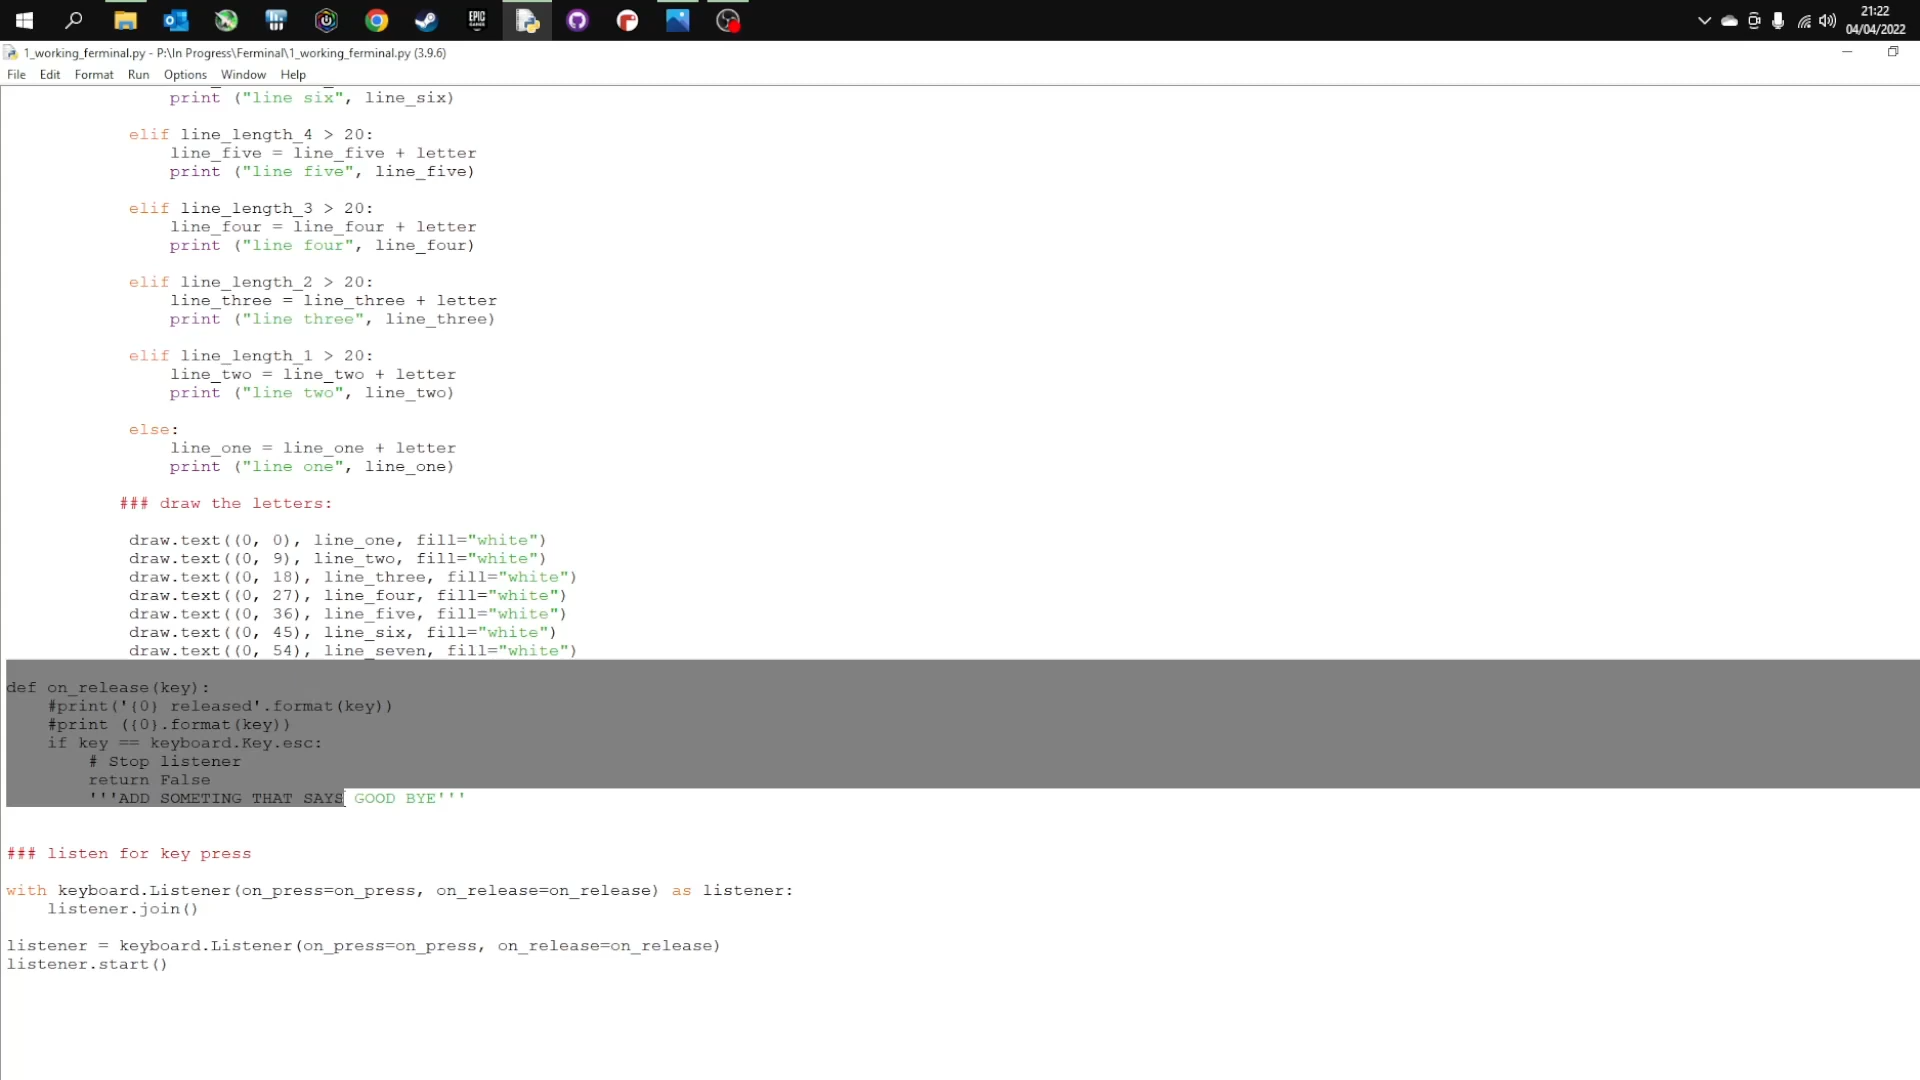 21:22
04/04/2022
EPIC
GAMES
1_working_ferminal.py - P:\In Progress\Ferminal\1_working_ferminal.py (3.9.6)
File Edit Format Run Options Window Help
print ("line six", line_six)
elif line_length_4 > 20:
line_five = line_five + letter
print ("line five", line_five)
elif line_length_3 > 20:
line_four = line_four + letter
print ("line four", line_four)
elif line_length_2 > 20:
line_three = line_three + letter
print ("line three", line_three)
elif line_length_1 > 20:
line_two = line_two + letter
print ("line two", line_two)
else:
line_one = line_one + letter
print ("line one", line_one)
### draw the letters:
draw.text((0, 0), line_one, fill="white")
draw.text((0, 9), line_two, fill="white")
draw.text((0, 18), line_three, fill="white")
draw.text((0, 27), line_four, fill="white")
draw.text((0, 36), line_five, fill="white")
draw.text((0, 45), line_six, fill="white")
draw.text((0, 54), line_seven, fill="white")
def on_release(key):
#print('{0} released'.format(key))
#print ({0}.format(key))
if key == keyboard.Key.esc:
# Stop listener
return False
'''ADD SOMETING THAT SAYS GOOD BYE'''
### listen for key press
with keyboard.Listener(on_press=on_press, on_release=on_release) as listener:
listener.join()
listener = keyboard.Listener(on_press=on_press, on_release=on_release)
listener.start()